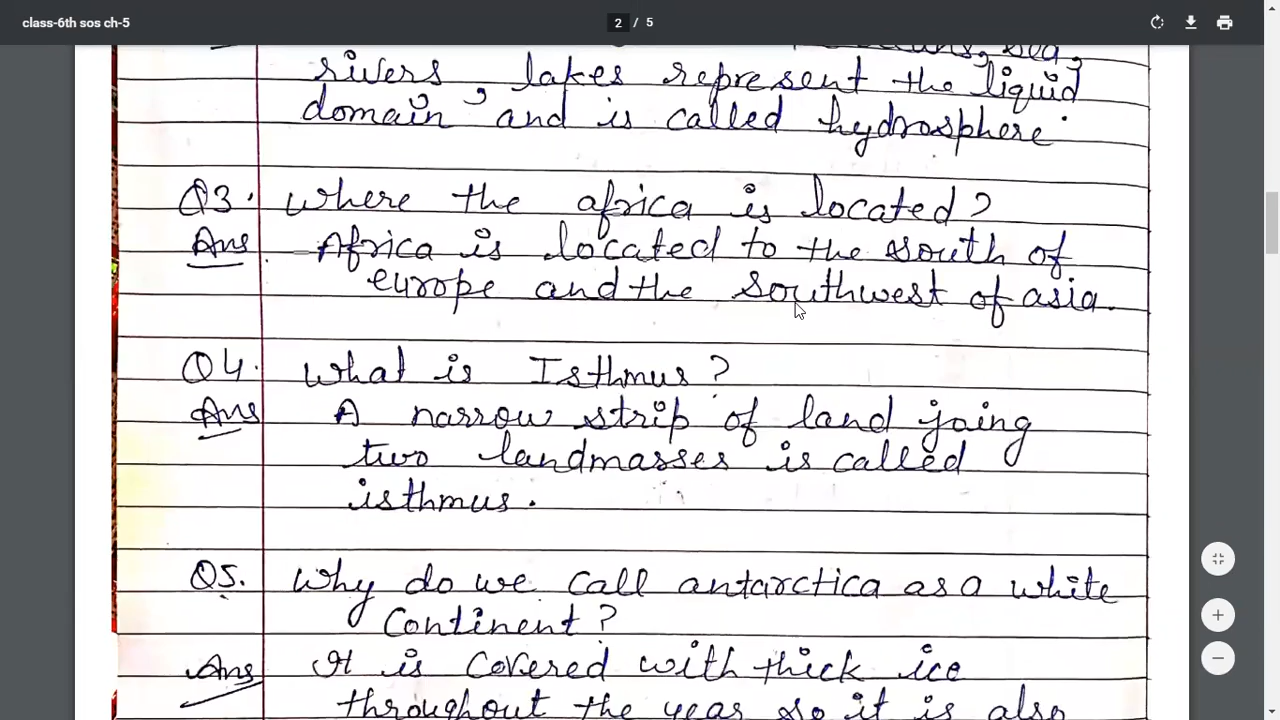 class-6th sos ch-5
2 / 5
rivers, lakes represent the liquid
domain and is called hydrosphere
Q3. Where the africa is located?
Ans Africa is located to the south of
europe and the southwest of asia.
Q4. What is Isthmus?
Ans A narrow strip of land joing
two landmasses is called
isthmus.
Q5. Why do we call antarctica as a white
Continent?
Ans It is covered with thick ice
throughout the year so it is also